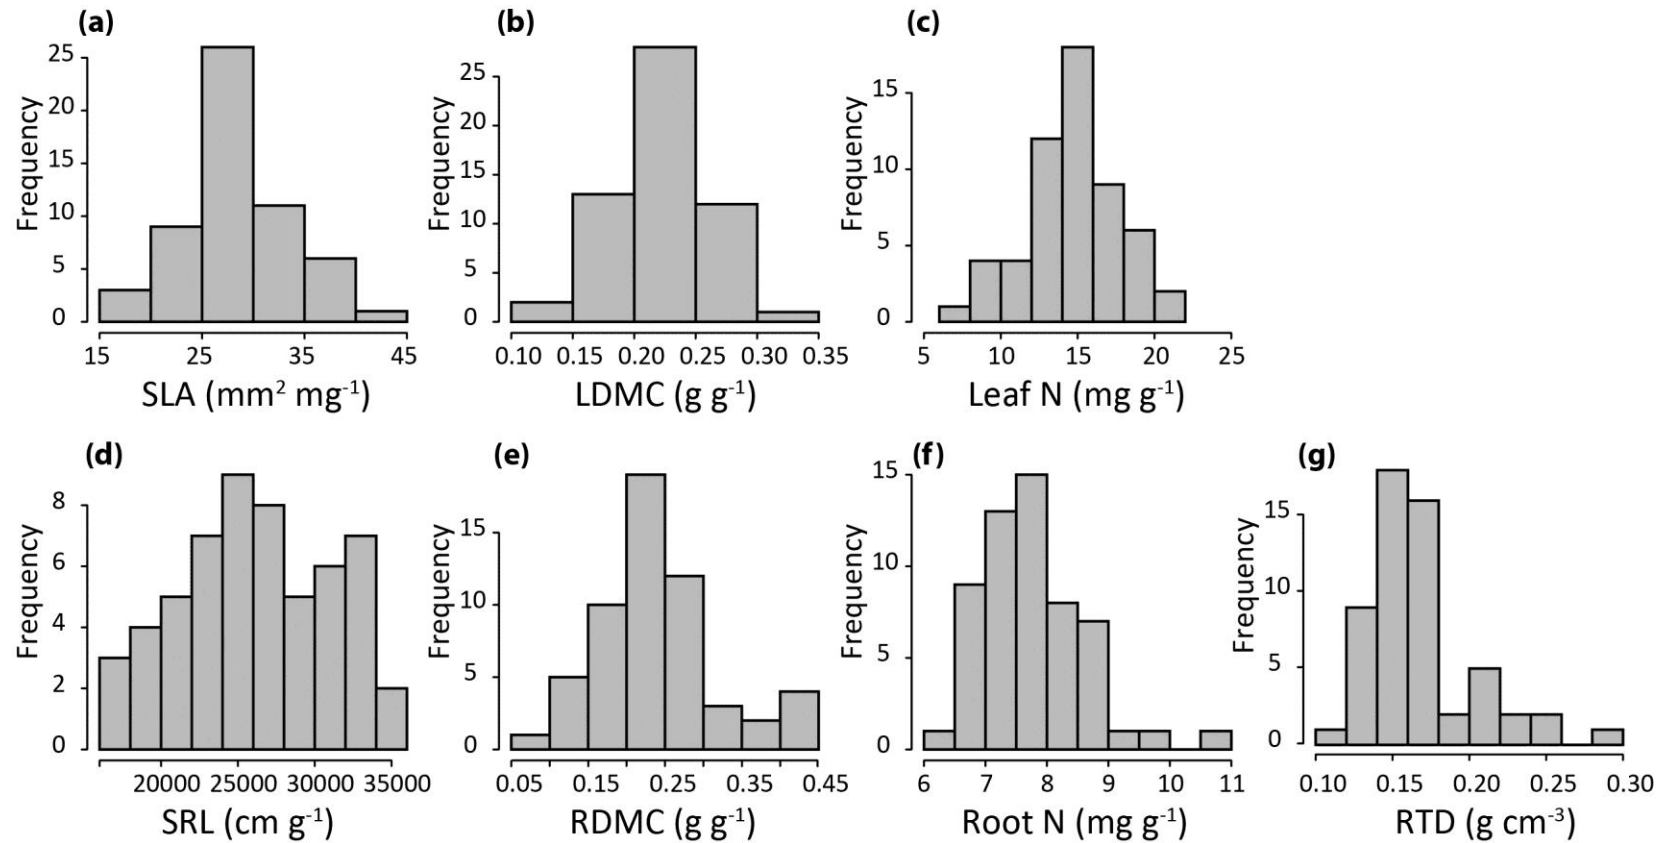 (a)
Frequency
25
20
15
10
5
0
15 25 35 45
SLA (mm² mg⁻¹)
(b)
Frequency
25
20
15
10
5
0
0.10 0.15 0.20 0.25 0.30 0.35
LDMC (g g⁻¹)
(c)
Frequency
15
10
5
0
5 10 15 20 25
Leaf N (mg g⁻¹)
(d)
Frequency
8
6
4
2
0
20000 25000 30000 35000
SRL (cm g⁻¹)
(e)
Frequency
15
10
5
0
0.05 0.15 0.25 0.35 0.45
RDMC (g g⁻¹)
(f)
Frequency
15
10
5
0
6 7 8 9 10 11
Root N (mg g⁻¹)
(g)
Frequency
15
10
5
0
0.10 0.15 0.20 0.25 0.30
RTD (g cm⁻³)